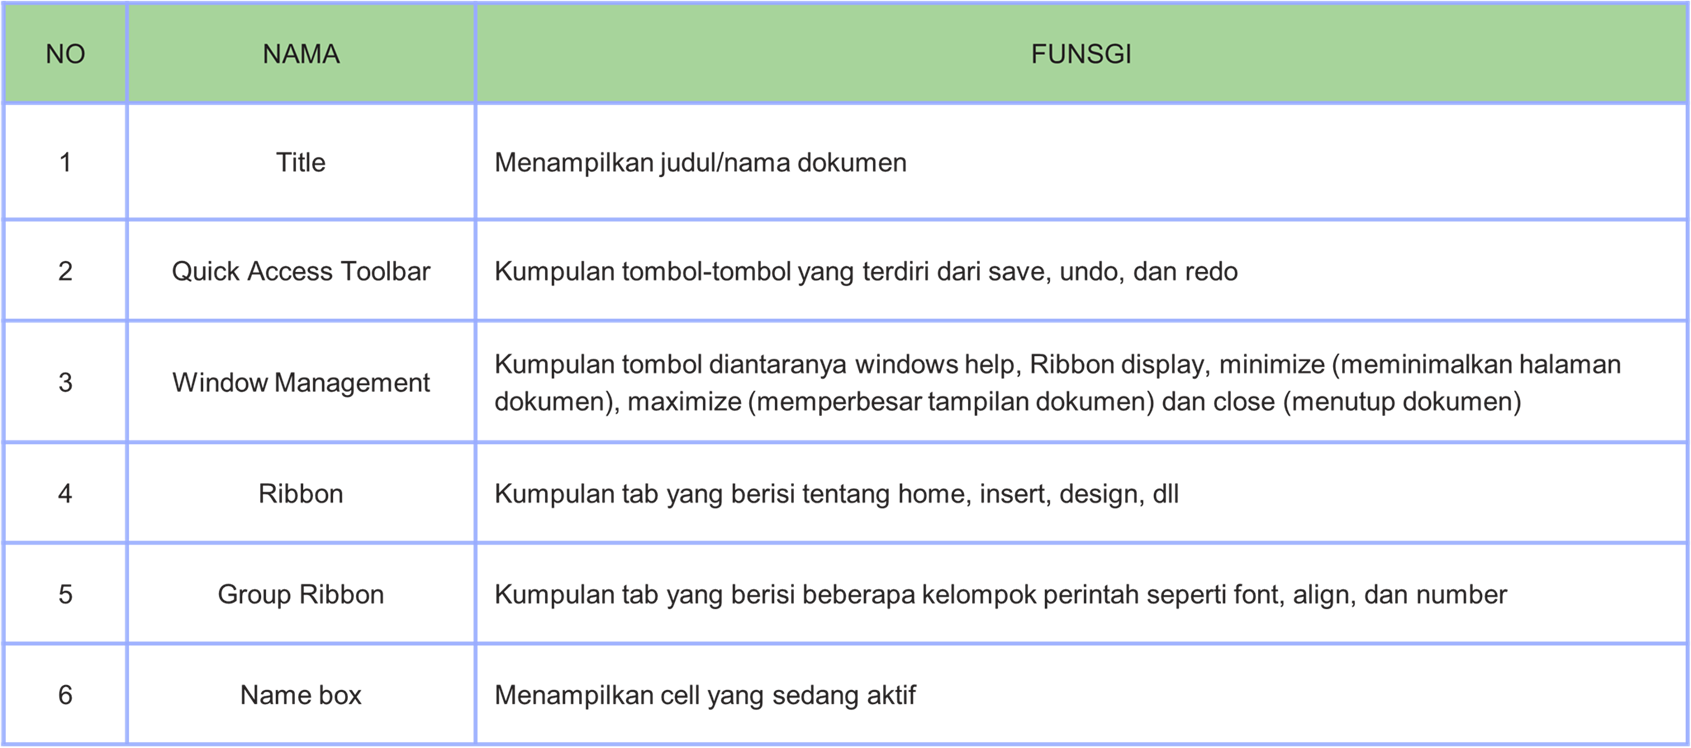 NO NAMA FUNSGI
1 Title Menampilkan judul/nama dokumen
2 Quick Access Toolbar Kumpulan tombol-tombol yang terdiri dari save, undo, dan redo
3 Window Management Kumpulan tombol diantaranya windows help, Ribbon display, minimize (meminimalkan halaman
dokumen), maximize (memperbesar tampilan dokumen) dan close (menutup dokumen)
4 Ribbon Kumpulan tab yang berisi tentang home, insert, design, dll
5 Group Ribbon Kumpulan tab yang berisi beberapa kelompok perintah seperti font, align, dan number
6 Name box Menampilkan cell yang sedang aktif